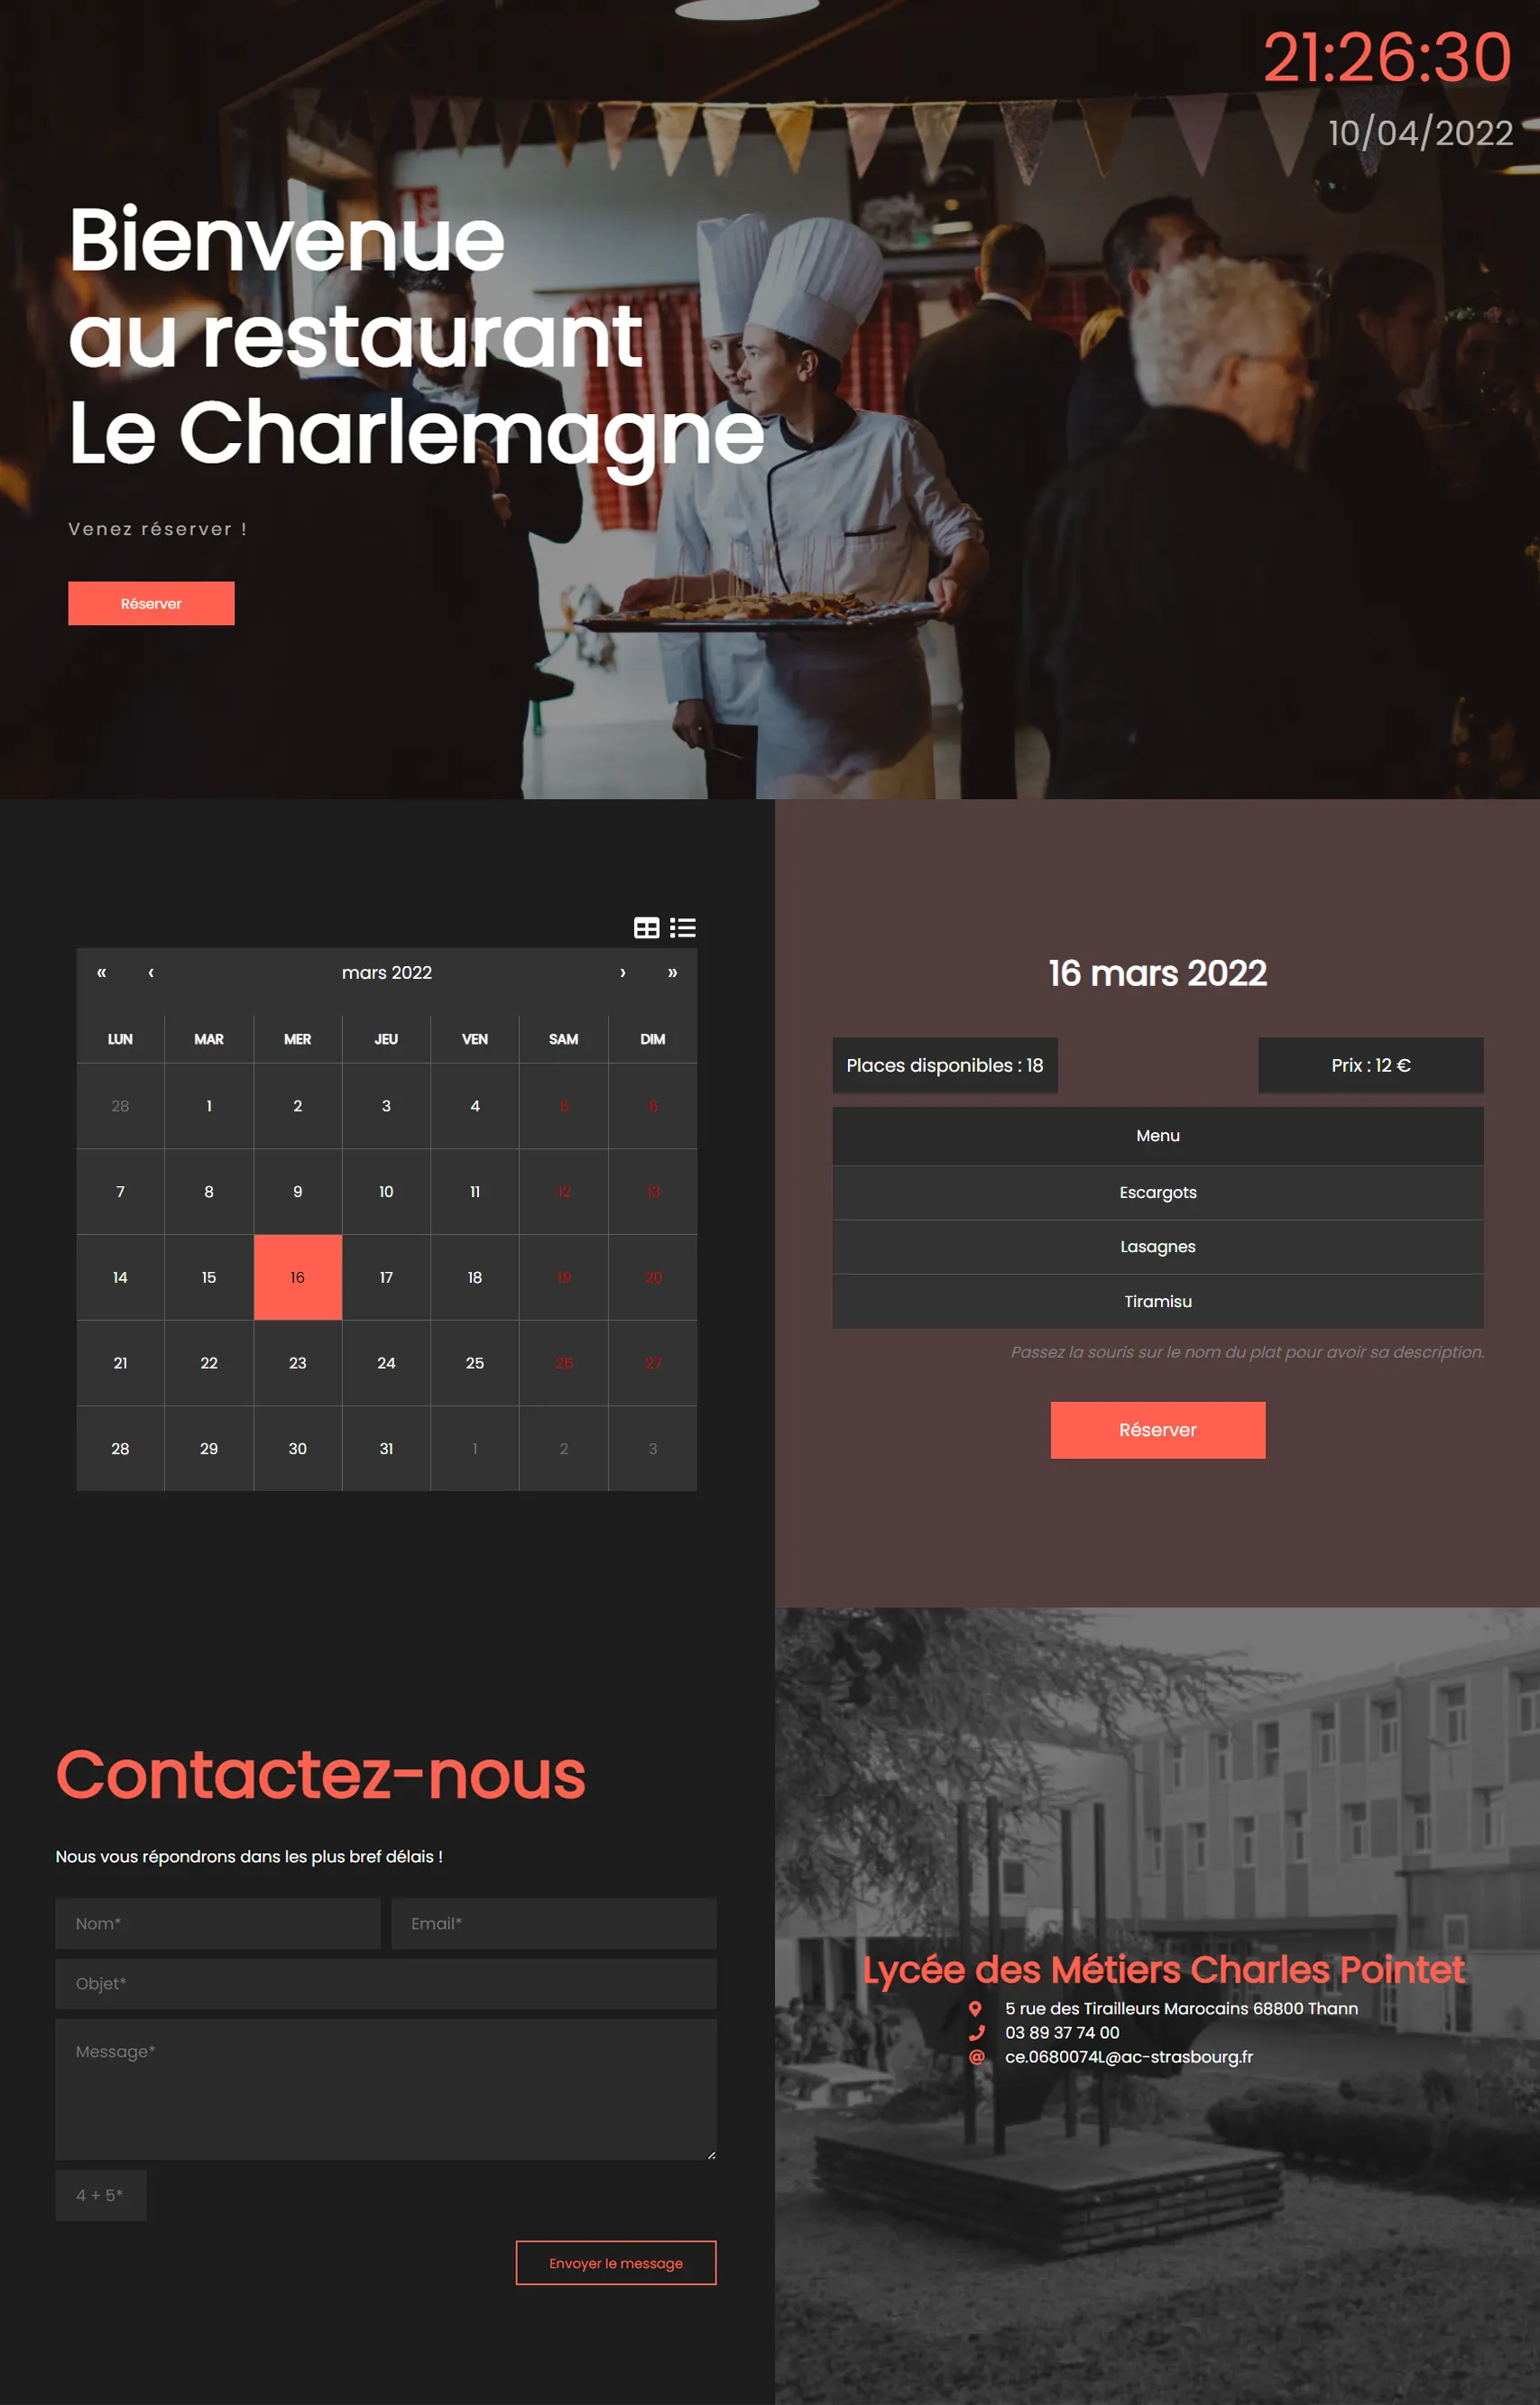 21:26:30
10/04/2022
Bienvenue
au restaurant
Le Charlemagne
Venez réserver !
Réserver
« ‹ mars 2022 › »
LUN MAR MER JEU VEN SAM DIM
28 1 2 3 4 5 6
7 8 9 10 11 12 13
14 15 16 17 18 19 20
21 22 23 24 25 26 27
28 29 30 31 1 2 3
16 mars 2022
Places disponibles : 18
Prix : 12 €
Menu
Escargots
Lasagnes
Tiramisu
Passez la souris sur le nom du plat pour avoir sa description.
Réserver
Contactez-nous
Nous vous répondrons dans les plus bref délais !
Nom*
Email*
Objet*
Message*
4 + 5*
Envoyer le message
Lycée des Métiers Charles Pointet
5 rue des Tirailleurs Marocains 68800 Thann
03 89 37 74 00
ce.0680074L@ac-strasbourg.fr